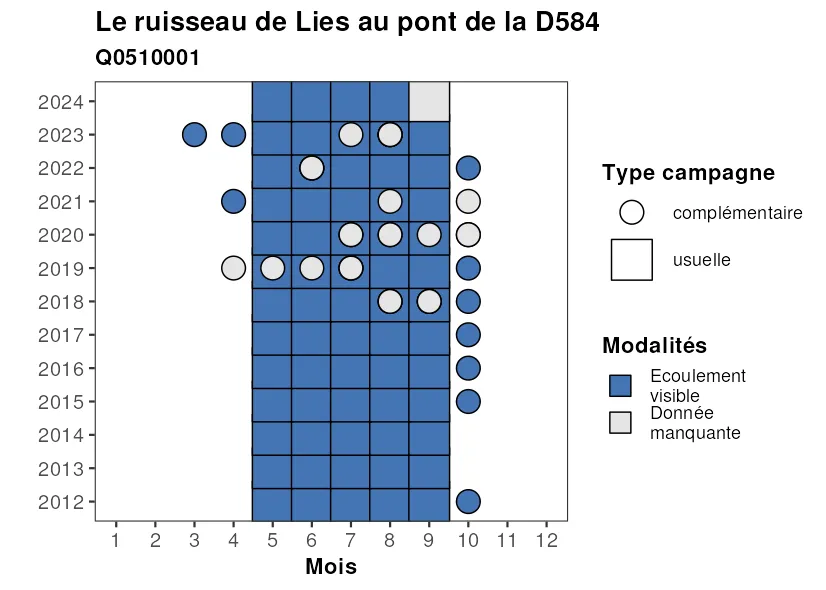 Le ruisseau de Lies au pont de la D584
Q0510001
2024
2023
2022
2021
2020
2019
2018
2017
2016
2015
2014
2013
2012
1 2 3 4 5 6 7 8 9 10 11 12
Mois
Type campagne
complémentaire
usuelle
Modalités
Ecoulement
visible
Donnée
manquante